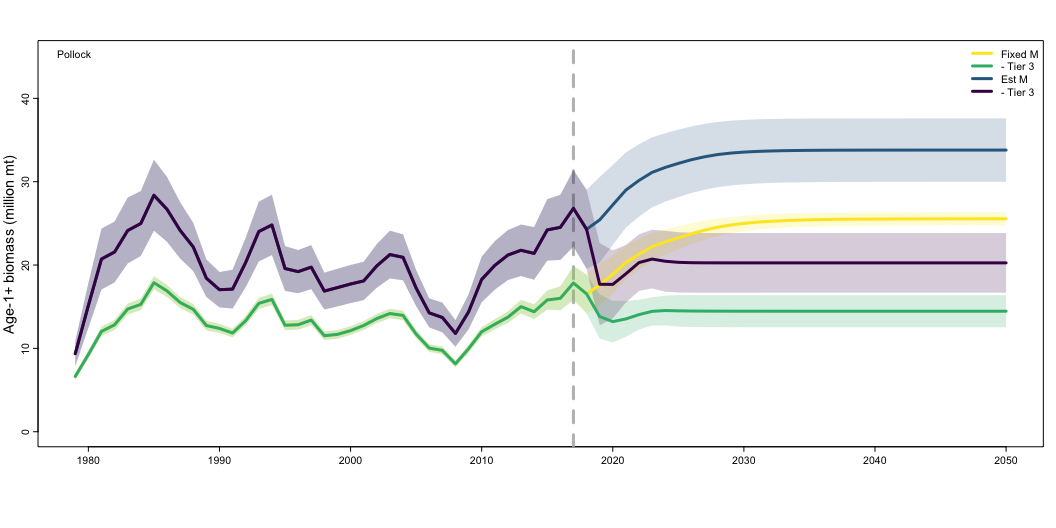 Pollock
Fixed M
- Tier 3
Est M
- Tier 3
Age-1+ biomass (million mt)
40
30
20
10
0
1980 1990 2000 2010 2020 2030 2040 2050